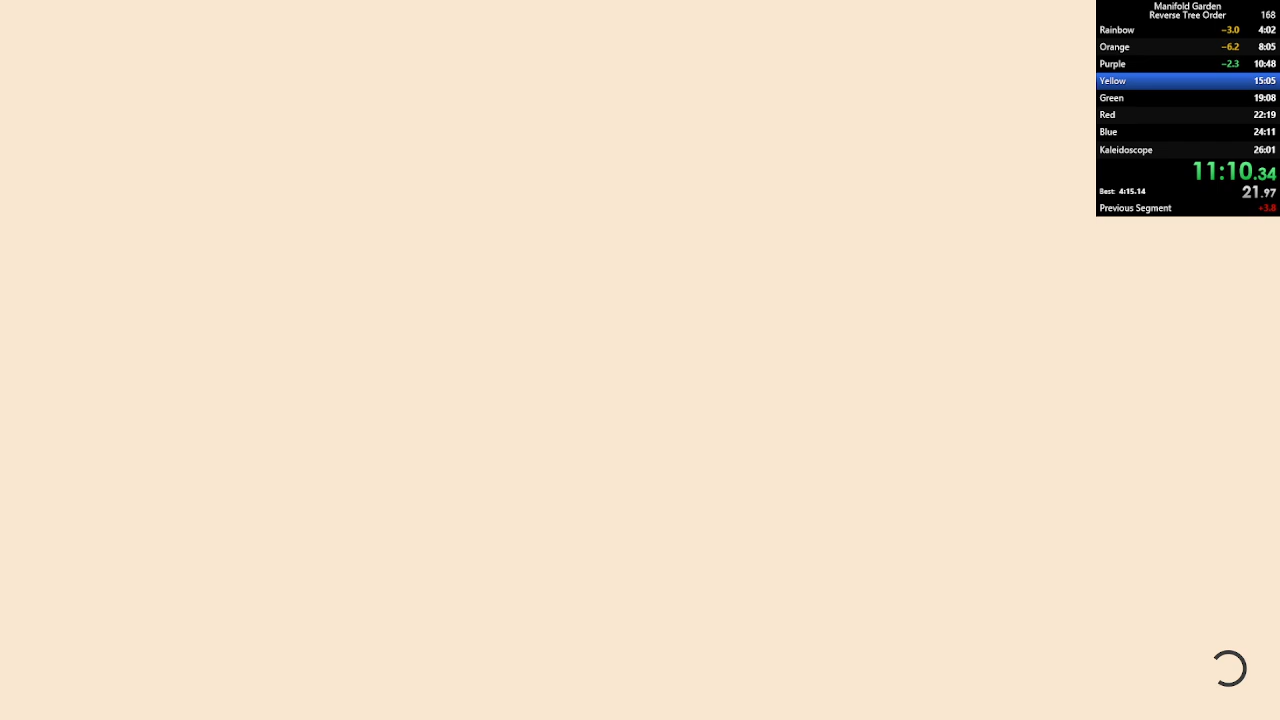 Manifold Garden
Reverse Tree Order 168
Rainbow −3.0 4:02
Orange −6.2 8:05
Purple −2.3 10:48
Yellow 15:05
Green 19:08
Red 22:19
Blue 24:11
Kaleidoscope 26:01
11:10.34
Best: 4:15.14 21.97
Previous Segment +3.8